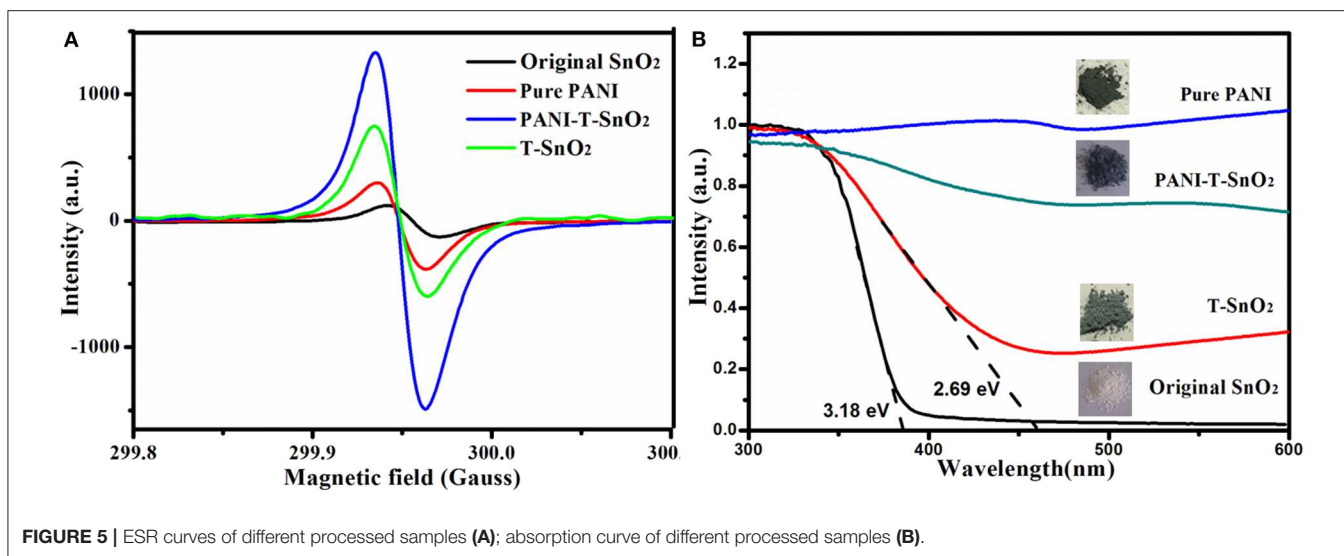 A
Original SnO2
Pure PANI
PANI-T-SnO2
T-SnO2
Intensity (a.u.)
1000
0
-1000
299.8
299.9
300.0
300.
Magnetic field (Gauss)
B
Intensity (a.u.)
1.2
1.0
0.8
0.6
0.4
0.2
0.0
Pure PANI
PANI-T-SnO2
T-SnO2
Original SnO2
2.69 eV
3.18 eV
300
400
500
600
Wavelength(nm)
FIGURE 5 | ESR curves of different processed samples (A); absorption curve of different processed samples (B).